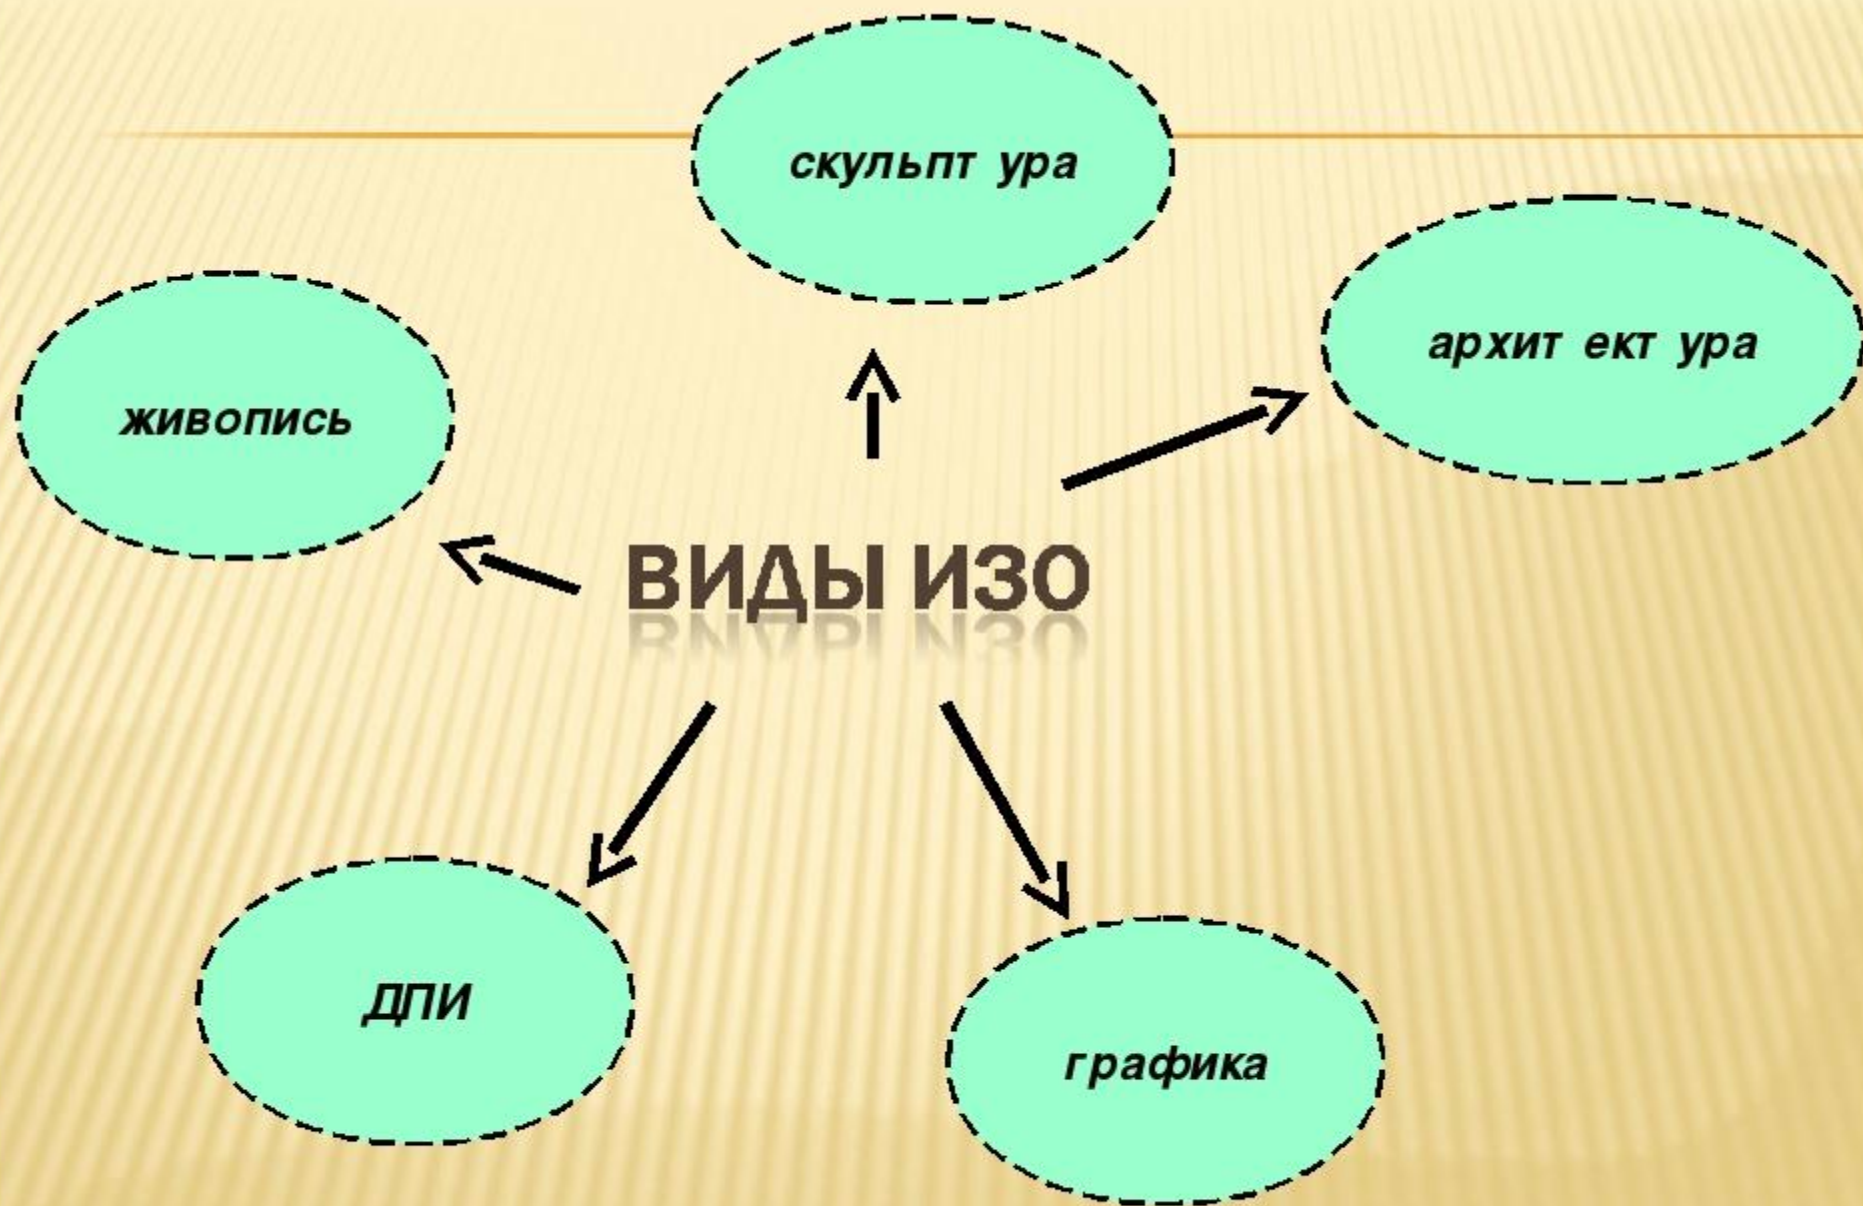 скульпт ура
архит ект ура
живопись
ВИДЫ ИЗО
ДПИ
графика